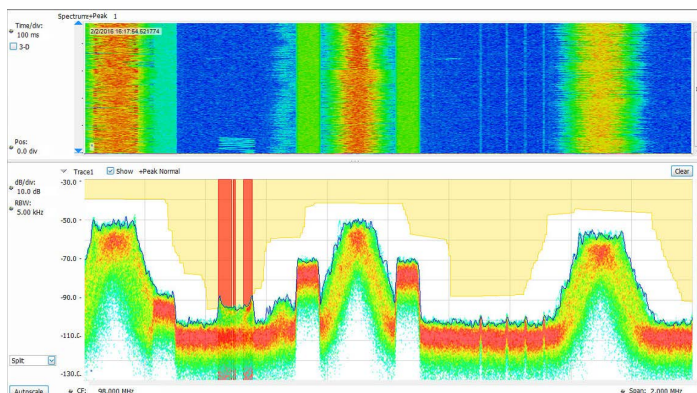 Spectrum+Peak 1
Time/div:
100 ms
2/2/2016 16:17:54.521774
3-D
Pos:
0.0 div
Trace1 Show +Peak Normal Clear
dB/div:
10.0 dB
RBW:
5.00 kHz
-30.0
-50.0
-70.0
-90.0
-110.0
-130.0
Split
Autoscale CF: 98.000 MHz Span: 2.000 MHz